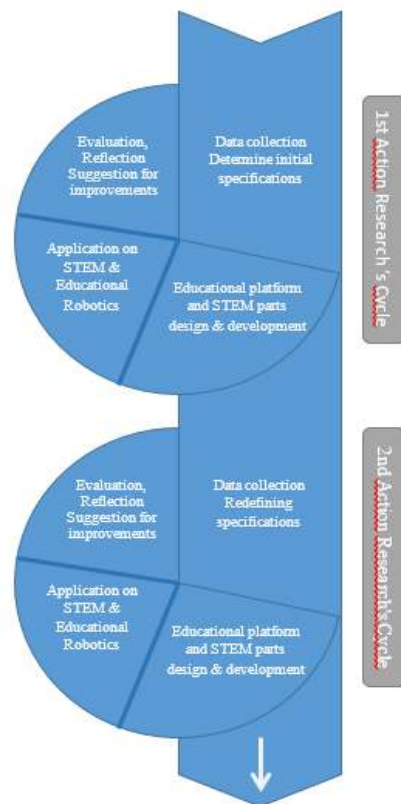 Evaluation,
Reflection
Suggestion for
improvements
Data collection
Determine initial
specifications
Application on
STEM &
Educational
Robotics
Educational platform
and STEM parts
design & development
1st Action Research's Cycle
Evaluation,
Reflection
Suggestion for
improvements
Data collection
Redefining
specifications
Application on
STEM &
Educational
Robotics
Educational platform
and STEM parts
design & development
2nd Action Research's Cycle